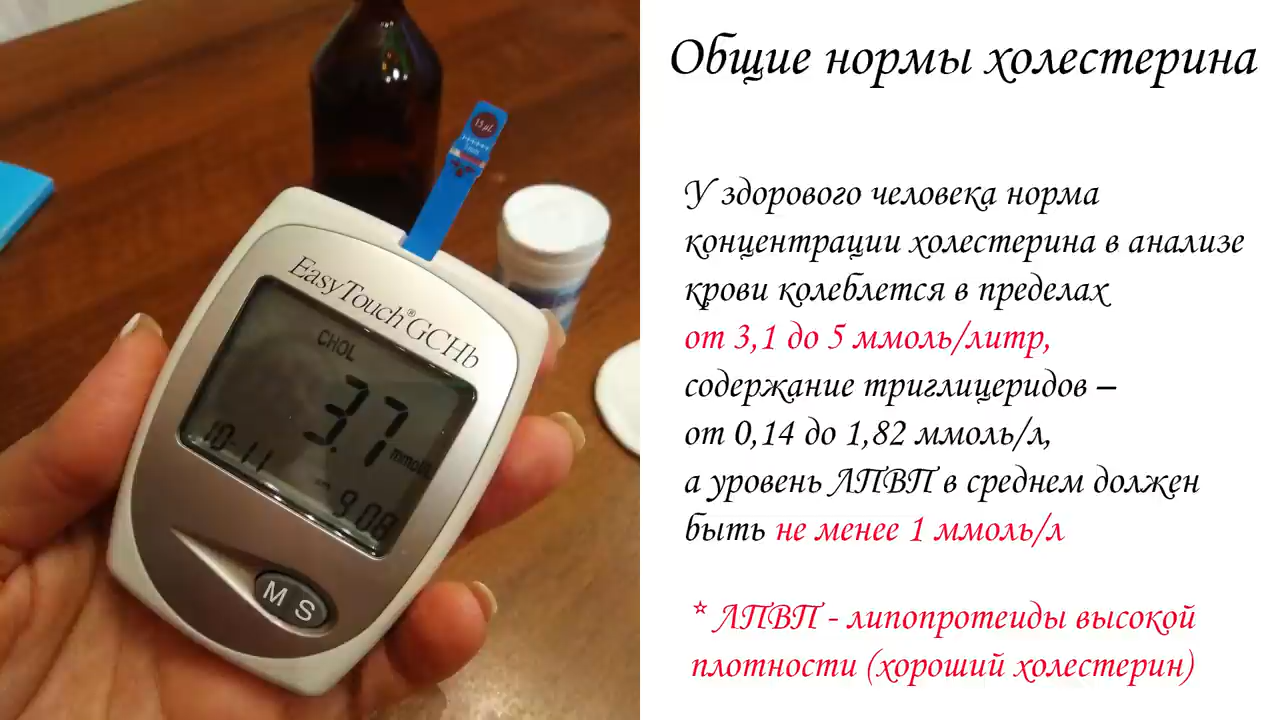 15 µL
EasyTouch®GCHb
CHOL
3.7
mmol/L
10-11
9 08
M S
Общие нормы холестерина
У здорового человека норма
концентрации холестерина в анализе
крови колеблется в пределах
от 3,1 до 5 ммоль/литр,
содержание триглицеридов –
от 0,14 до 1,82 ммоль/л,
а уровень ЛПВП в среднем должен
быть не менее 1 ммоль/л
* ЛПВП - липопротеиды высокой
плотности (хороший холестерин)